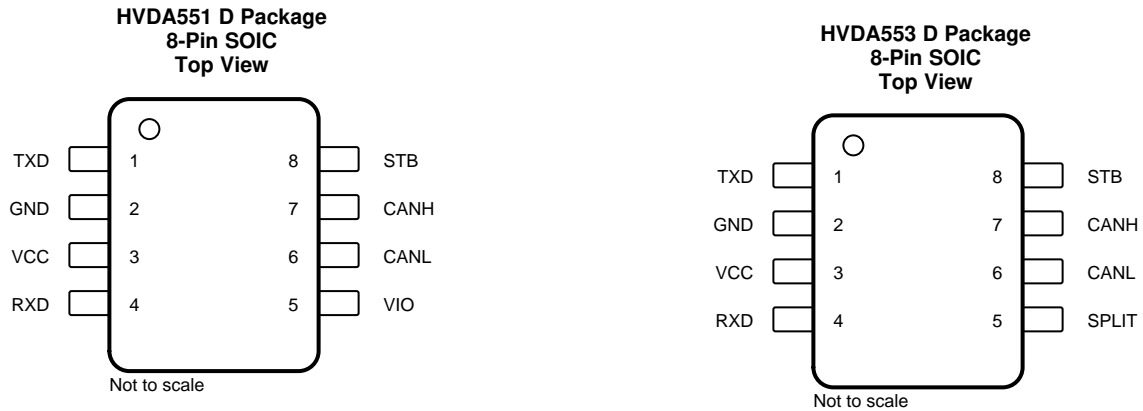 HVDA551 D Package
8-Pin SOIC
Top View
TXD 1 8 STB
GND 2 7 CANH
VCC 3 6 CANL
RXD 4 5 VIO
Not to scale
HVDA553 D Package
8-Pin SOIC
Top View
TXD 1 8 STB
GND 2 7 CANH
VCC 3 6 CANL
RXD 4 5 SPLIT
Not to scale